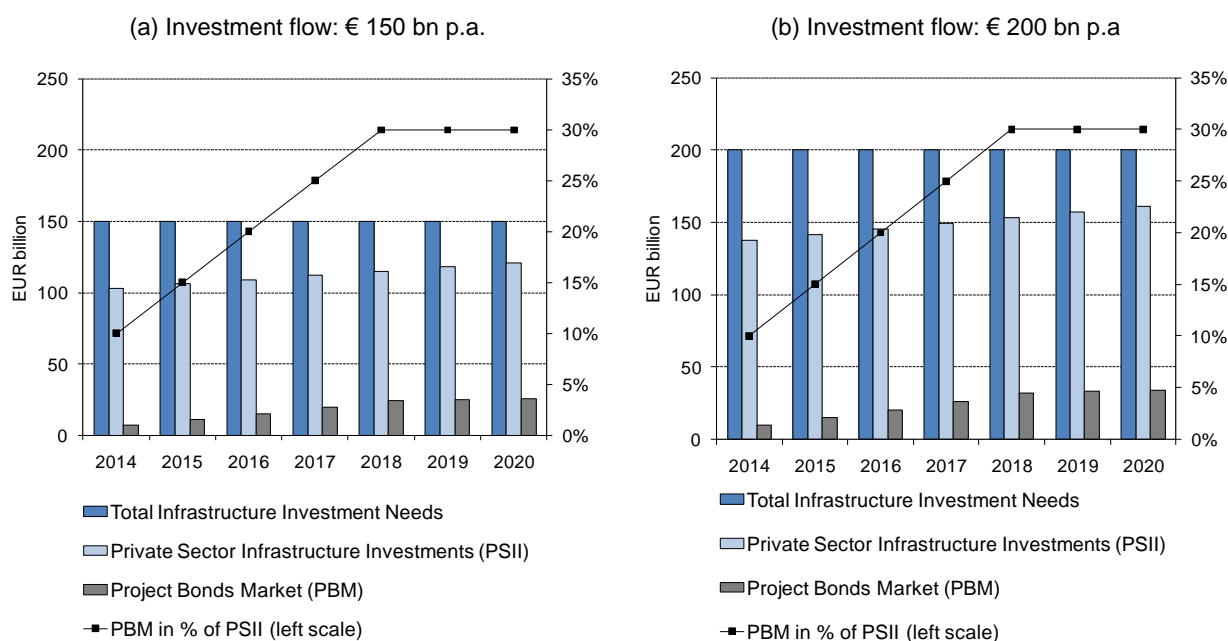 (a) Investment flow: € 150 bn p.a.
250
200
150
100
50
0
EUR billion
35%
30%
25%
20%
15%
10%
5%
0%
2014 2015 2016 2017 2018 2019 2020
Total Infrastructure Investment Needs
Private Sector Infrastructure Investments (PSII)
Project Bonds Market (PBM)
PBM in % of PSII (left scale)
(b) Investment flow: € 200 bn p.a
250
200
150
100
50
0
EUR billion
35%
30%
25%
20%
15%
10%
5%
0%
2014 2015 2016 2017 2018 2019 2020
Total Infrastructure Investment Needs
Private Sector Infrastructure Investments (PSII)
Project Bonds Market (PBM)
PBM in % of PSII (left scale)